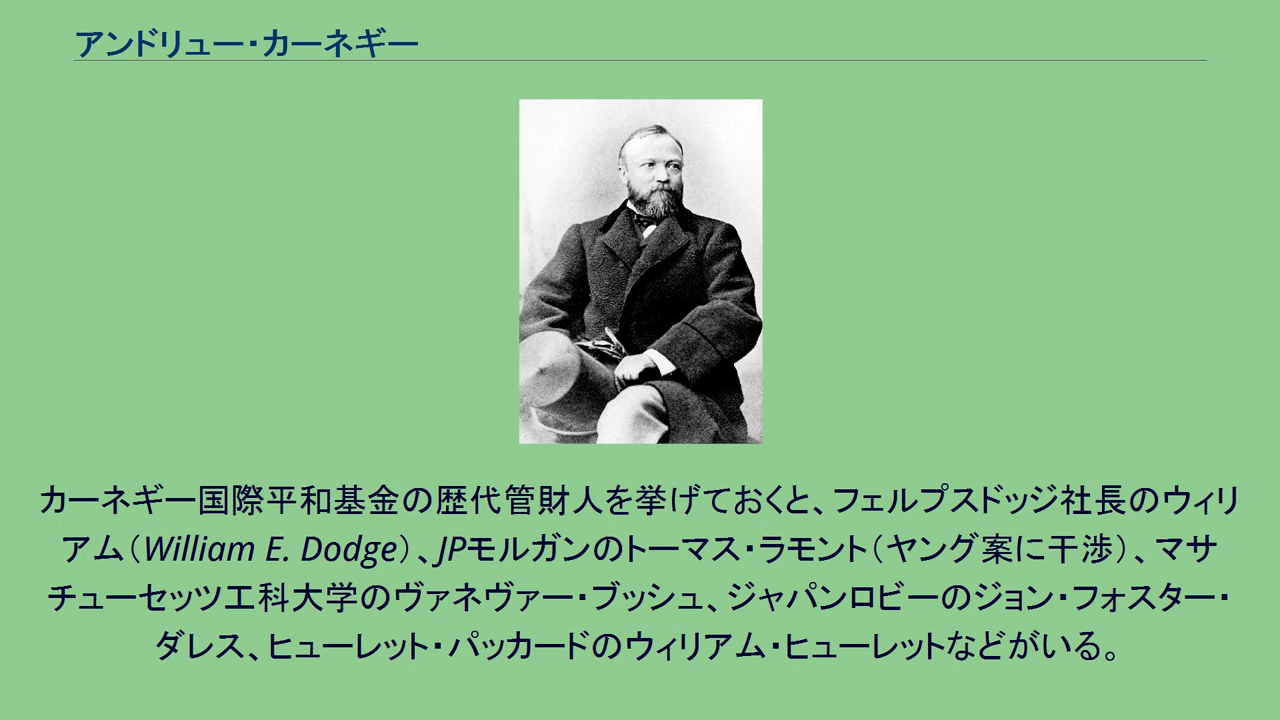 アンドリュー・カーネギー
カーネギー国際平和基金の歴代管財人を挙げておくと、フェルプスドッジ社長のウィリ
アム（William E. Dodge）、JPモルガンのトーマス・ラモント（ヤング案に干渉）、マサ
チューセッツ工科大学のヴァネヴァー・ブッシュ、ジャパンロビーのジョン・フォスター・
ダレス、ヒューレット・パッカードのウィリアム・ヒューレットなどがいる。